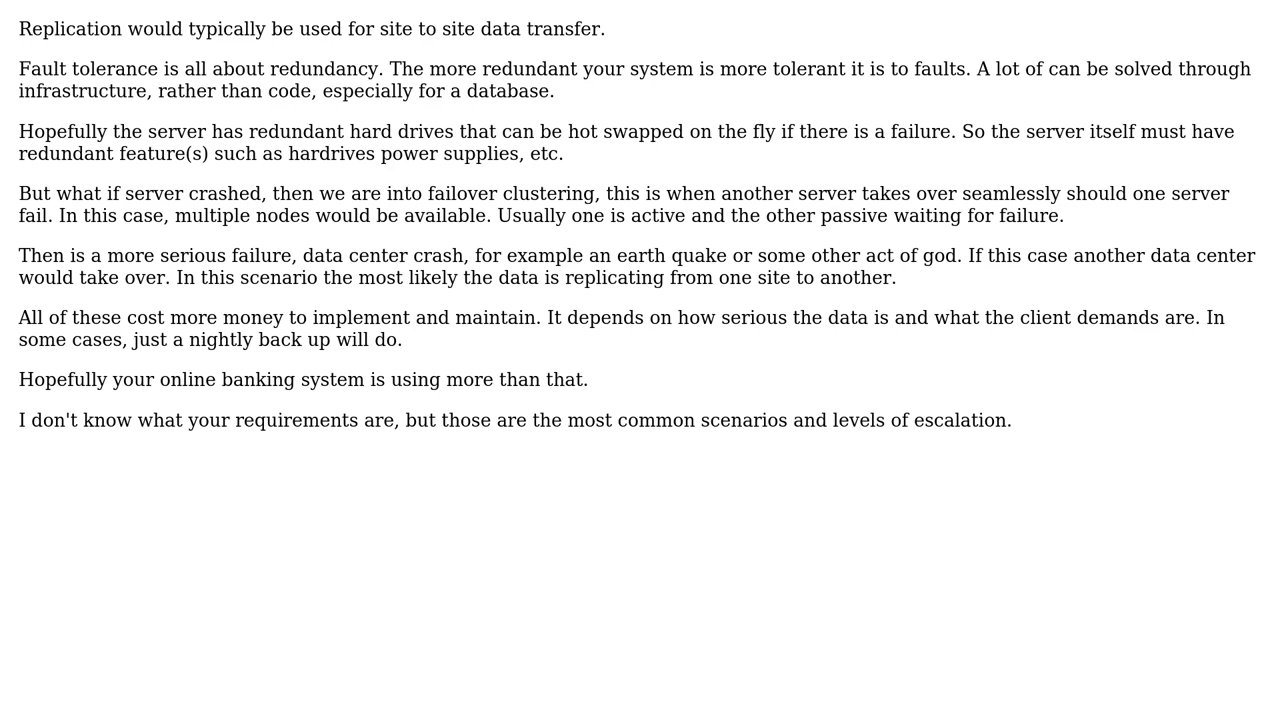 Replication would typically be used for site to site data transfer.
Fault tolerance is all about redundancy. The more redundant your system is more tolerant it is to faults. A lot of can be solved through
infrastructure, rather than code, especially for a database.
Hopefully the server has redundant hard drives that can be hot swapped on the fly if there is a failure. So the server itself must have
redundant feature(s) such as hardrives power supplies, etc.
But what if server crashed, then we are into failover clustering, this is when another server takes over seamlessly should one server
fail. In this case, multiple nodes would be available. Usually one is active and the other passive waiting for failure.
Then is a more serious failure, data center crash, for example an earth quake or some other act of god. If this case another data center
would take over. In this scenario the most likely the data is replicating from one site to another.
All of these cost more money to implement and maintain. It depends on how serious the data is and what the client demands are. In
some cases, just a nightly back up will do.
Hopefully your online banking system is using more than that.
I don't know what your requirements are, but those are the most common scenarios and levels of escalation.